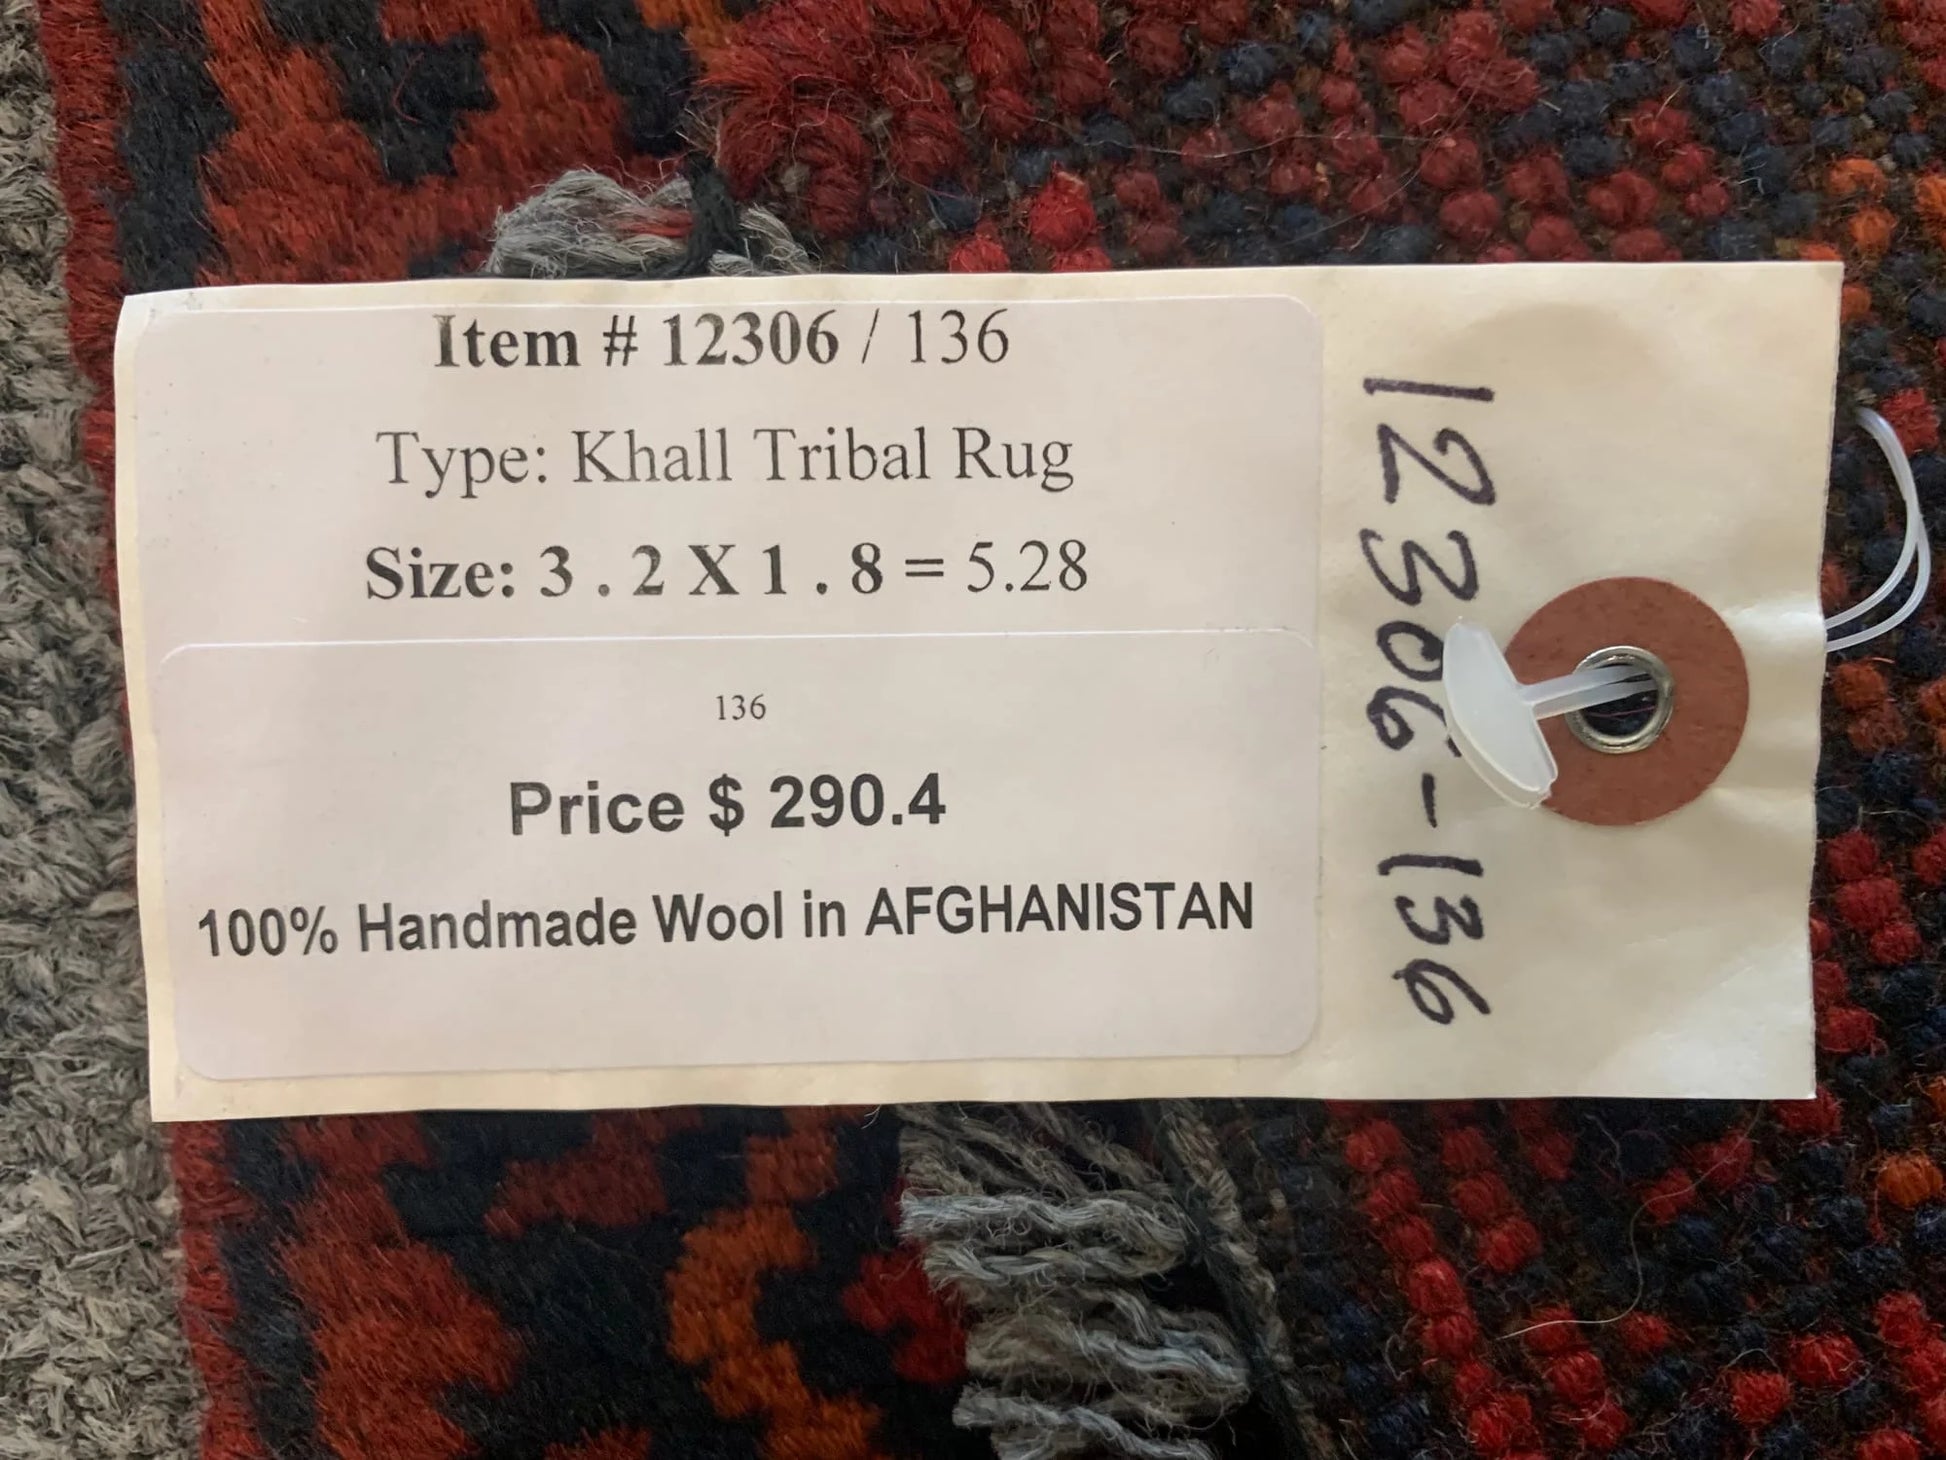 Item # 12306 / 136
Type: Khall Tribal Rug
Size: 3 . 2 X 1 . 8 = 5.28
136
Price $ 290.4
100% Handmade Wool in AFGHANISTAN
12306-136